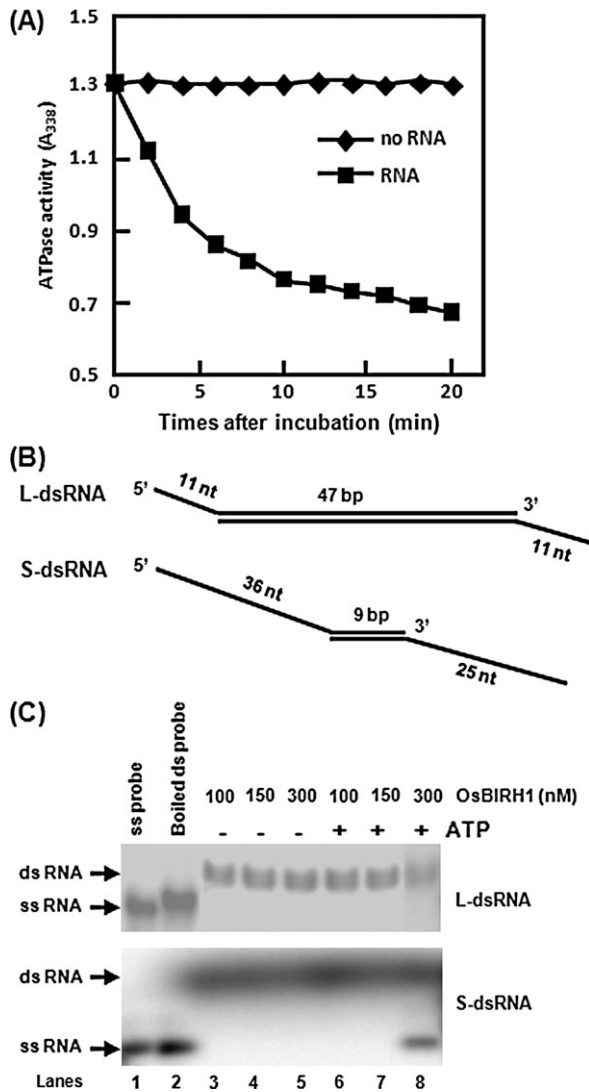 (A)
1.5
1.3
1.1
0.9
0.7
0.5
ATPase activity (A338)
no RNA
RNA
0 5 10 15 20
Times after incubation (min)
(B)
L-dsRNA
5’
11 nt
47 bp
3’
11 nt
S-dsRNA
5’
36 nt
9 bp
3’
25 nt
(C)
ss probe
Boiled ds probe
100 150 300 100 150 300 OsBIRH1 (nM)
- - - + + + ATP
ds RNA
ss RNA
L-dsRNA
ds RNA
S-dsRNA
ss RNA
Lanes 1 2 3 4 5 6 7 8